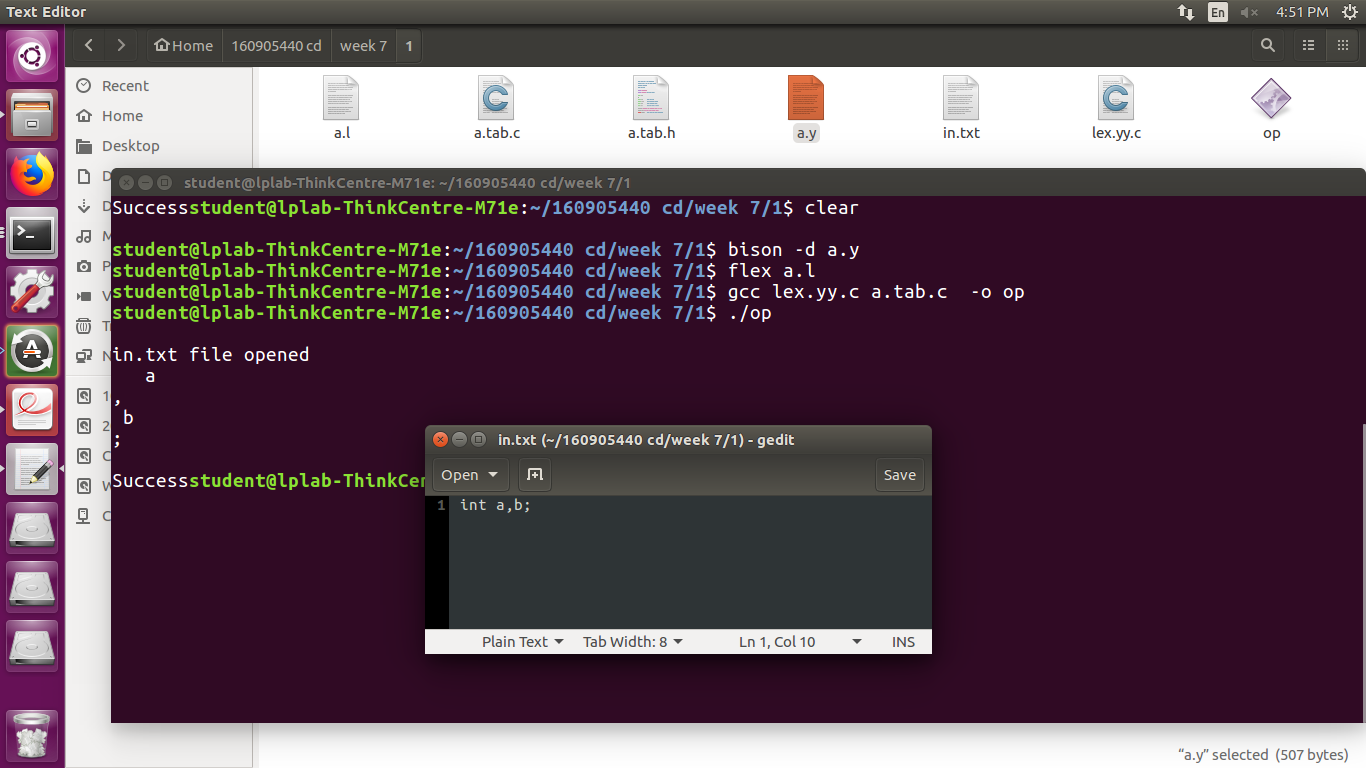 Text Editor
En
4:51 PM
Home
160905440 cd
week 7
1
Recent
Home
Desktop
a.l
a.tab.c
a.tab.h
a.y
in.txt
lex.yy.c
op
student@lplab-ThinkCentre-M71e: ~/160905440 cd/week 7/1
Successstudent@lplab-ThinkCentre-M71e:~/160905440 cd/week 7/1$ clear
student@lplab-ThinkCentre-M71e:~/160905440 cd/week 7/1$ bison -d a.y
student@lplab-ThinkCentre-M71e:~/160905440 cd/week 7/1$ flex a.l
student@lplab-ThinkCentre-M71e:~/160905440 cd/week 7/1$ gcc lex.yy.c a.tab.c  -o op
student@lplab-ThinkCentre-M71e:~/160905440 cd/week 7/1$ ./op
in.txt file opened
a
,
b
;
Successstudent@lplab-ThinkCen
in.txt (~/160905440 cd/week 7/1) - gedit
Open
Save
1 int a,b;
Plain Text
Tab Width: 8
Ln 1, Col 10
INS
“a.y” selected (507 bytes)